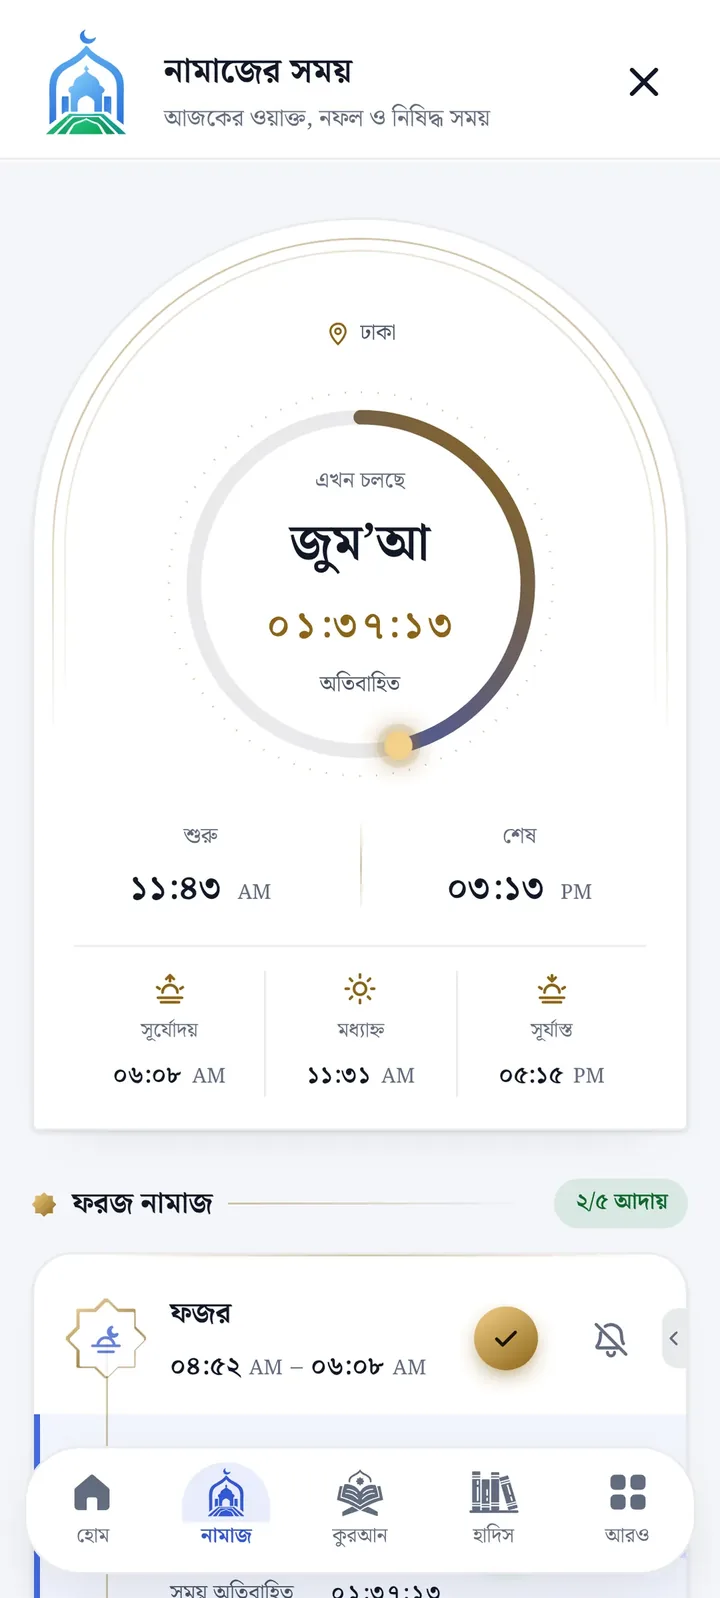 নামাজের সময়
আজকের ওয়াক্ত, নফল ও নিষিদ্ধ সময়
ঢাকা
এখন চলছে
জুম’আ
০১:৩৭:১৩
অতিবাহিত
শুরু
শেষ
১১:৪৩ AM
০৩:১৩ PM
সূর্যোদয়
মধ্যাহ্ন
সূর্যাস্ত
০৬:০৮ AM
১১:৩১ AM
০৫:১৫ PM
ফরজ নামাজ
২/৫ আদায়
ফজর
০৪:৫২ AM – ০৬:০৮ AM
হোম
নামাজ
কুরআন
হাদিস
আরও
সময় অতিবাহিত ০১:৩৭:১৩